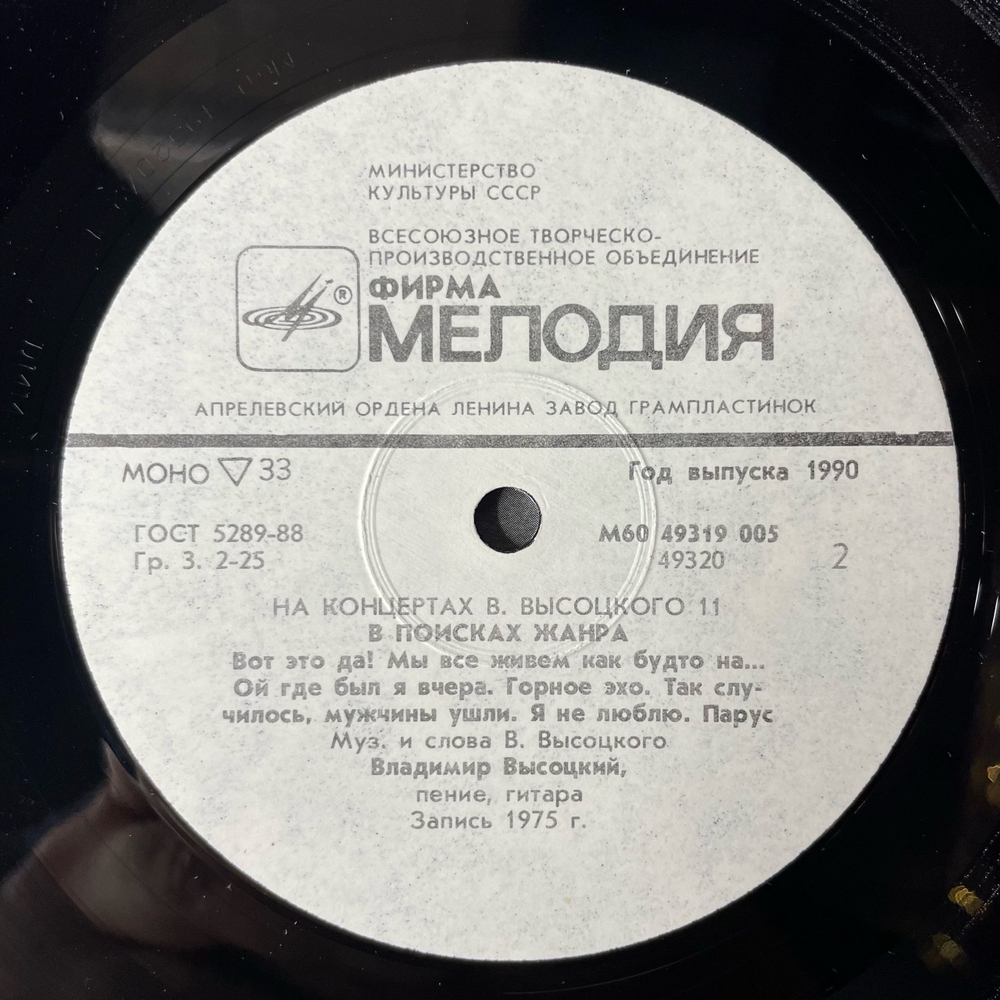 МИНИСТЕРСТВО
КУЛЬТУРЫ СССР
ВСЕСОЮЗНОЕ ТВОРЧЕСКО-
ПРОИЗВОДСТВЕННОЕ ОБЪЕДИНЕНИЕ
®
ФИРМА
МЕЛОДИЯ
АПРЕЛЕВСКИЙ ОРДЕНА ЛЕНИНА ЗАВОД ГРАМПЛАСТИНОК
МОНО ▽ 33
Год выпуска 1990
ГОСТ 5289-88
М60 49319 005
Гр. 3. 2-25
49320
2
НА КОНЦЕРТАХ В. ВЫСОЦКОГО 11
В ПОИСКАХ ЖАНРА
Вот это да! Мы все живем как будто на...
Ой где был я вчера. Горное эхо. Так слу-
чилось, мужчины ушли. Я не люблю. Парус
Муз. и слова В. Высоцкого
Владимир Высоцкий,
пение, гитара
Запись 1975 г.